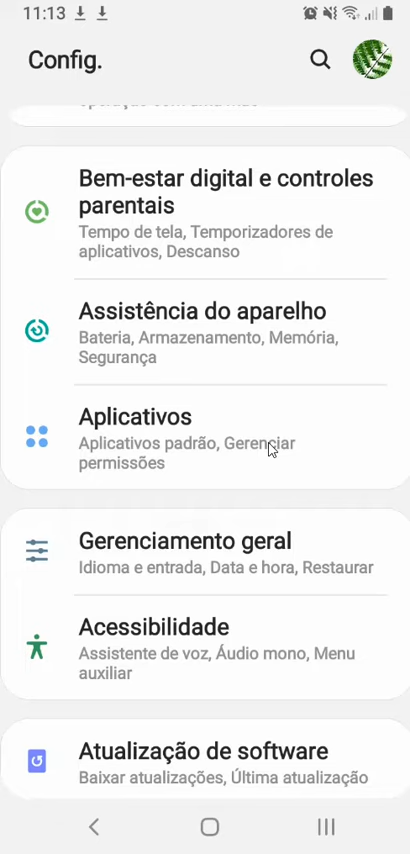 11:13
Config.
Bem-estar digital e controles
parentais
Tempo de tela, Temporizadores de
aplicativos, Descanso
Assistência do aparelho
Bateria, Armazenamento, Memória,
Segurança
Aplicativos
Aplicativos padrão, Gerenciar
permissões
Gerenciamento geral
Idioma e entrada, Data e hora, Restaurar
Acessibilidade
Assistente de voz, Áudio mono, Menu
auxiliar
Atualização de software
Baixar atualizações, Última atualização